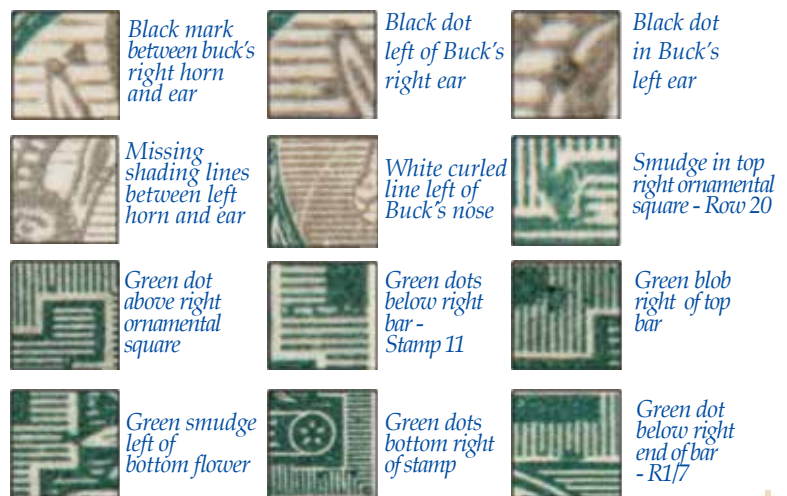 Black mark
between buck's
right horn
and ear
Black dot
left of Buck's
right ear
Black dot
in Buck's
left ear
Missing
shading lines
between left
horn and ear
White curled
line left of
Buck's nose
Smudge in top
right ornamental
square - Row 20
Green dot
above right
ornamental
square
Green dots
below right
bar -
Stamp 11
Green blob
right of top
bar
Green smudge
left of
bottom flower
Green dots
bottom right
of stamp
Green dot
below right
end of bar
- R1/7